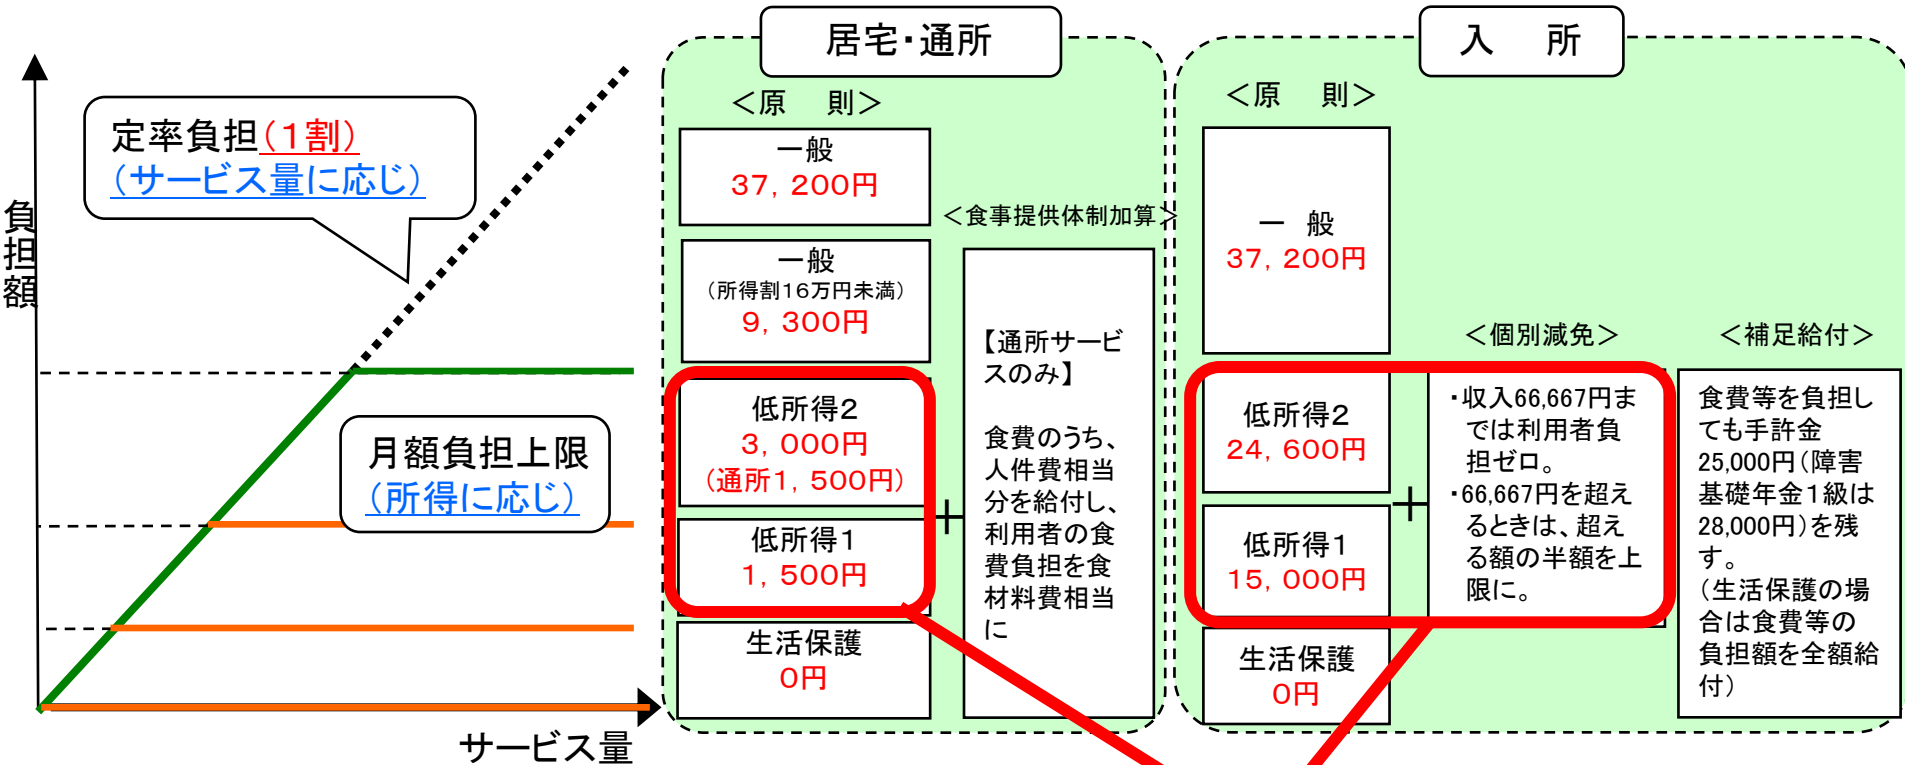 負担額
定率負担(1割)
(サービス量に応じ)
月額負担上限
(所得に応じ)
サービス量
居宅・通所
＜原　則＞
一般
37,200円
一般
(所得割16万円未満)
9,300円
低所得2
3,000円
(通所1,500円)
低所得1
1,500円
生活保護
0円
＋
＜食事提供体制加算＞
【通所サービ
スのみ】
食費のうち、
人件費相当
分を給付し、
利用者の食
費負担を食
材料費相当
に
入　所
＜原　則＞
一　般
37,200円
低所得2
24,600円
低所得1
15,000円
生活保護
0円
＋
＜個別減免＞
・収入66,667円ま
では利用者負
担ゼロ。
・66,667円を超え
るときは、超え
る額の半額を上
限に。
＜補足給付＞
食費等を負担し
ても手許金
25,000円(障害
基礎年金1級は
28,000円)を残
す。
(生活保護の場
合は食費等の
負担額を全額給
付)